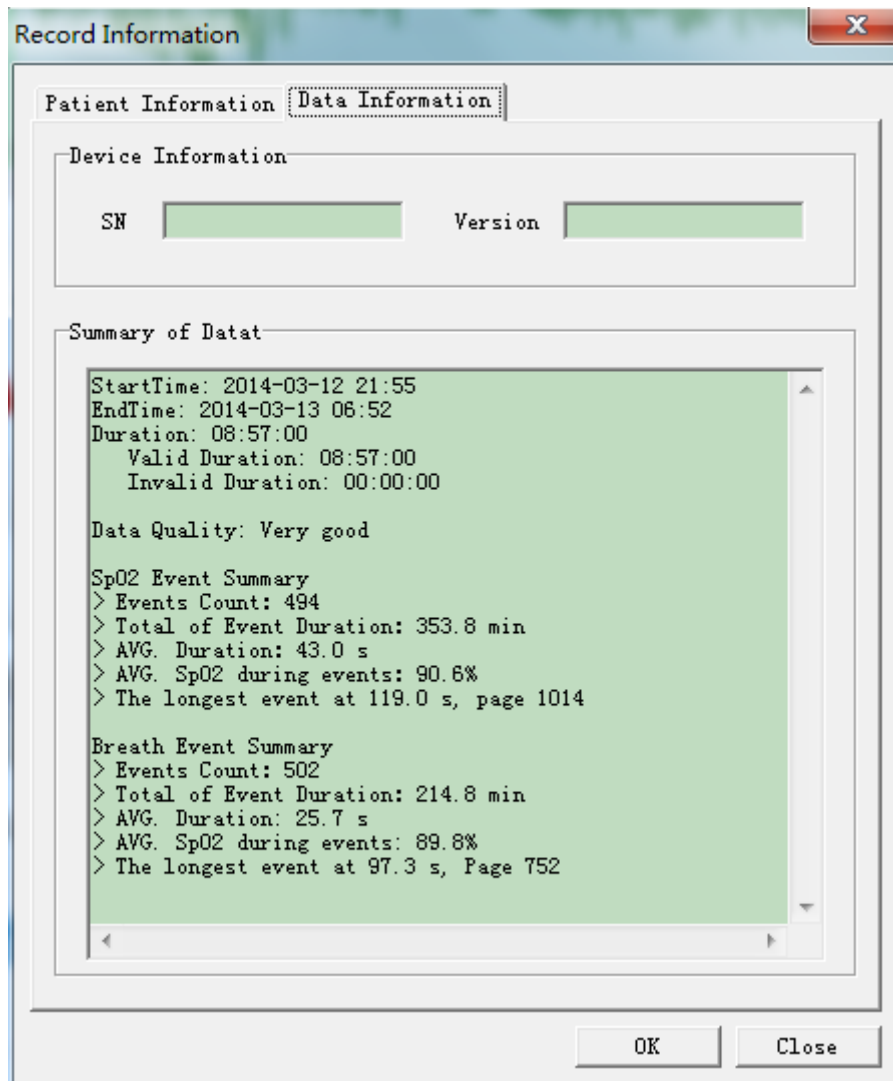 Record Information
Patient Information Data Information
Device Information
SN Version
Summary of Datat
StartTime: 2014-03-12 21:55
EndTime: 2014-03-13 06:52
Duration: 08:57:00
Valid Duration: 08:57:00
Invalid Duration: 00:00:00
Data Quality: Very good
SpO2 Event Summary
> Events Count: 494
> Total of Event Duration: 353.8 min
> AVG. Duration: 43.0 s
> AVG. SpO2 during events: 90.6%
> The longest event at 119.0 s, page 1014
Breath Event Summary
> Events Count: 502
> Total of Event Duration: 214.8 min
> AVG. Duration: 25.7 s
> AVG. SpO2 during events: 89.8%
> The longest event at 97.3 s, Page 752
OK Close